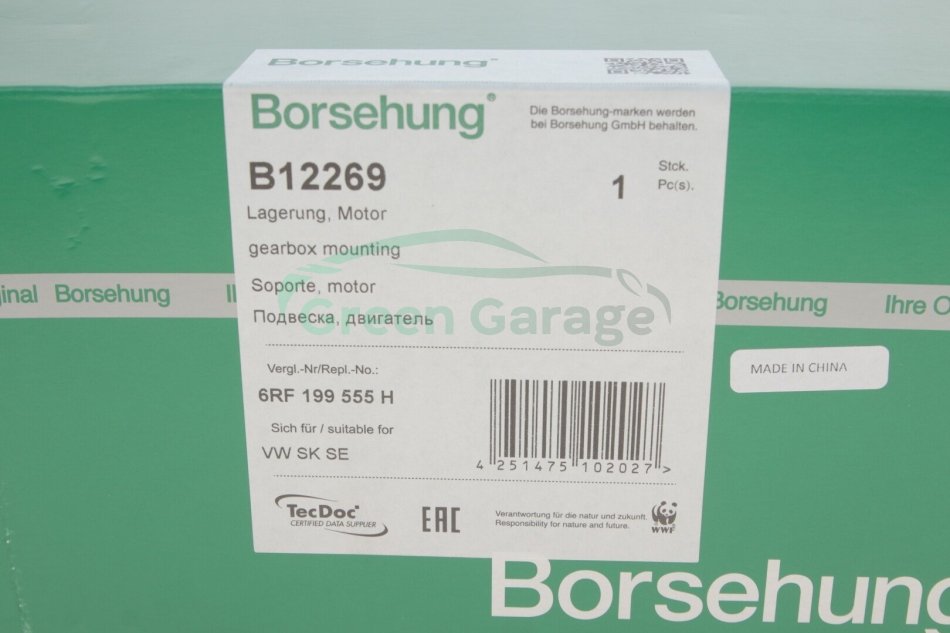 Borsehung
Borsehung®
Die Borsehung-marken werden
bei Borsehung GmbH behalten.
B12269
1
Stck.
Pc(s).
Lagerung, Motor
gearbox mounting
Soporte, motor
Подвеска, двигатель
Green Garage
ginal Borsehung
Borsehung Ihre O
Vergl.-Nr/Repl.-No.:
6RF 199 555 H
Sich für / suitable for
VW SK SE
4 251475 102027 >
MADE IN CHINA
TecDoc®
CERTIFIED DATA SUPPLIER
EAC
Verantwortung für die natur und zukunft.
Responsibility for nature and future.
WWF
Borsehung